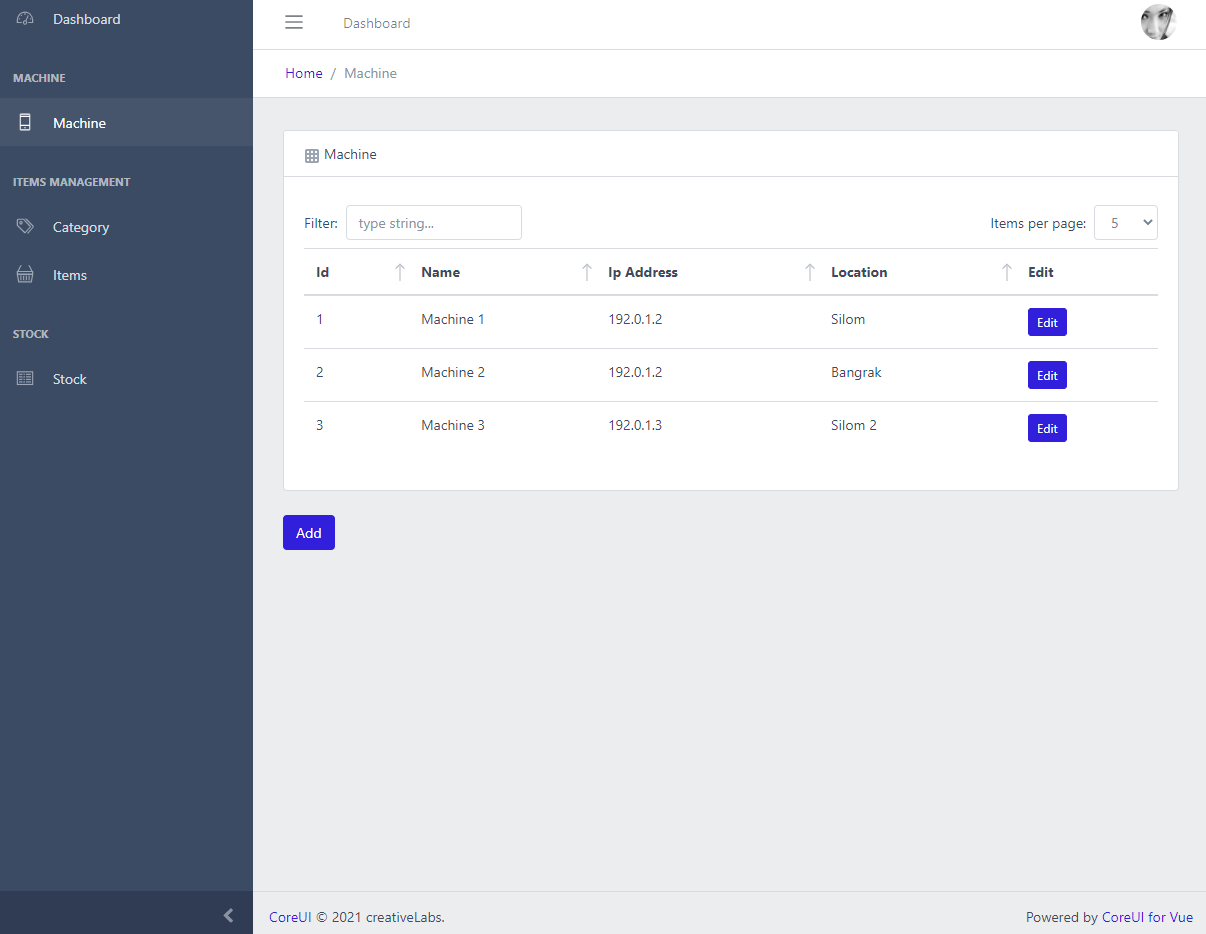 Dashboard
MACHINE
Machine
ITEMS MANAGEMENT
Category
Items
STOCK
Stock
Dashboard
Home / Machine
Machine
Filter: type string... Items per page: 5
Id Name Ip Address Location Edit
1 Machine 1 192.0.1.2 Silom Edit
2 Machine 2 192.0.1.2 Bangrak Edit
3 Machine 3 192.0.1.3 Silom 2 Edit
Add
CoreUI © 2021 creativeLabs. Powered by CoreUI for Vue